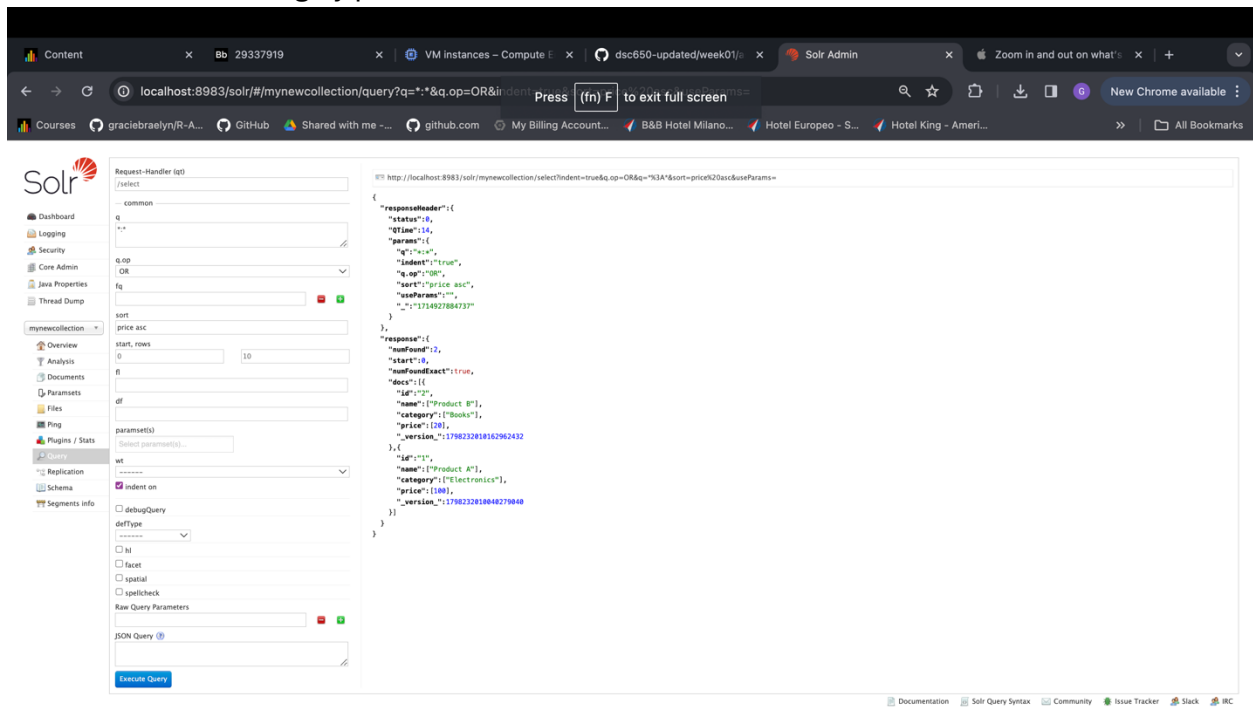 Content
Bb 29337919
VM instances – Compute E
dsc650-updated/week01/a
Solr Admin
Zoom in and out on what's
localhost:8983/solr/#/mynewcollection/query?q=*:*&q.op=OR&indent=true&
Press (fn) F to exit full screen
G
New Chrome available
Courses
graciebraelyn/R-A...
GitHub
Shared with me -...
github.com
My Billing Account...
B&B Hotel Milano...
Hotel Europeo - S...
Hotel King - Ameri...
»
All Bookmarks
Solr
Dashboard
Logging
Security
Core Admin
Java Properties
Thread Dump
mynewcollection
Overview
Analysis
Documents
Paramsets
Files
Ping
Plugins / Stats
Query
Replication
Schema
Segments info
Request-Handler (qt)
/select
common
q
*:*
q.op
OR
fq
sort
price asc
start, rows
0 10
fl
df
paramset(s)
Select paramset(s)...
wt
------
indent on
debugQuery
defType
------
hl
facet
spatial
spellcheck
Raw Query Parameters
JSON Query
Execute Query
http://localhost:8983/solr/mynewcollection/select?indent=true&q.op=OR&q=*%3A*&sort=price%20asc&useParams=
{
"responseHeader":{
"status":0,
"QTime":14,
"params":{
"q":"*:*",
"indent":"true",
"q.op":"OR",
"sort":"price asc",
"useParams":"",
"_":"1714927884737"
}
},
"response":{
"numFound":2,
"start":0,
"numFoundExact":true,
"docs":[{
"id":"2",
"name":["Product B"],
"category":["Books"],
"price":[20],
"_version_":1798232010162962432
},{
"id":"1",
"name":["Product A"],
"category":["Electronics"],
"price":[100],
"_version_":1798232010040279040
}]
}
}
Documentation
Solr Query Syntax
Community
Issue Tracker
Slack
IRC